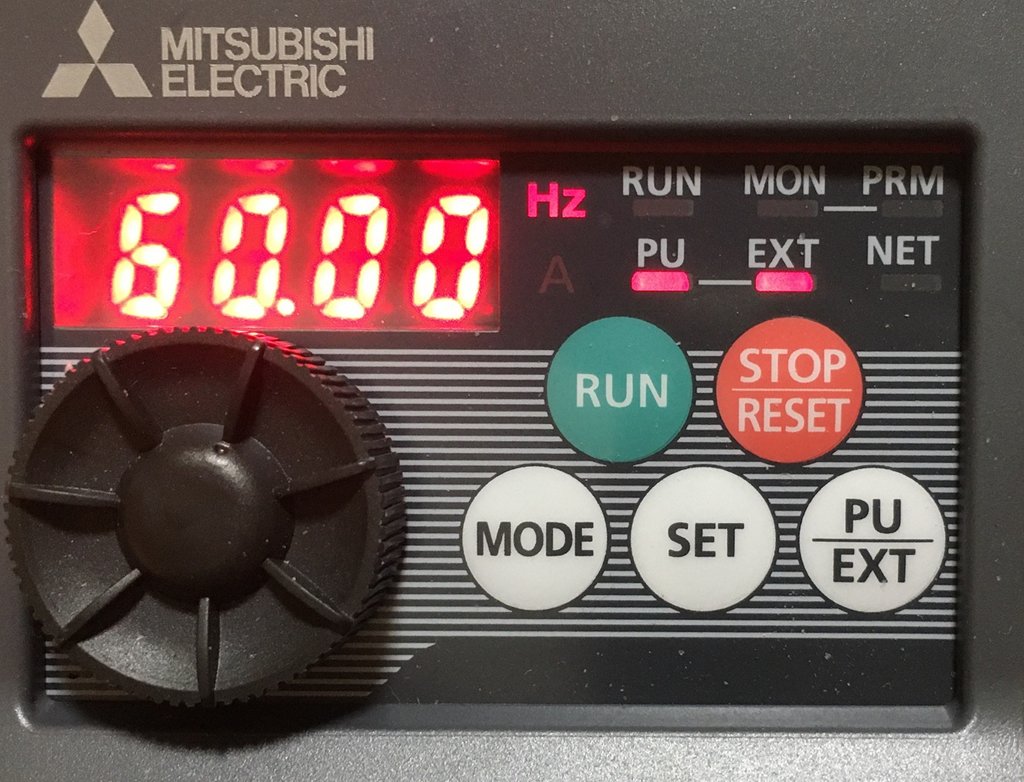 MITSUBISHI
ELECTRIC
60.00
Hz
A
RUN
MON
PRM
PU
EXT
NET
RUN
STOP
RESET
MODE
SET
PU
EXT